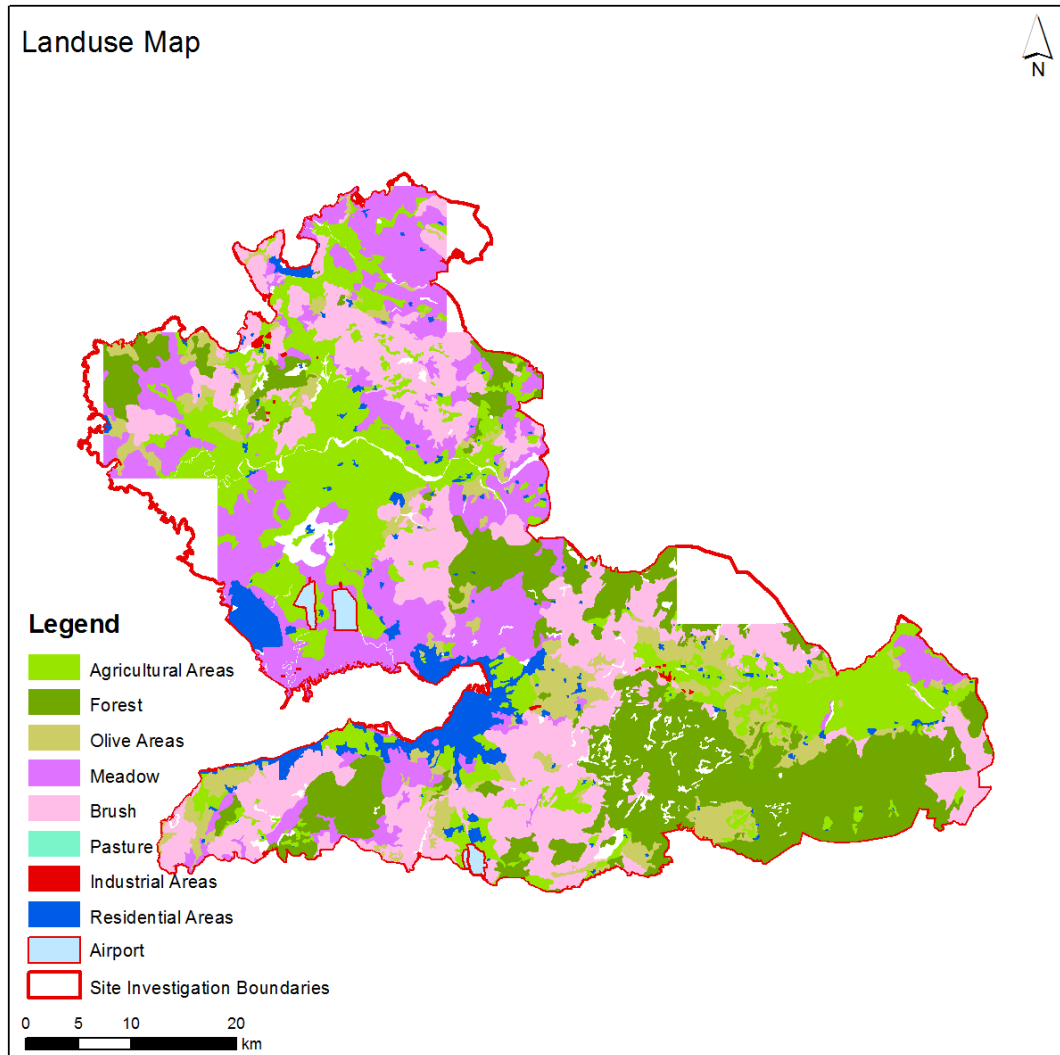 Landuse Map
N
Legend
Agricultural Areas
Forest
Olive Areas
Meadow
Brush
Pasture
Industrial Areas
Residential Areas
Airport
Site Investigation Boundaries
0 5 10 20
km